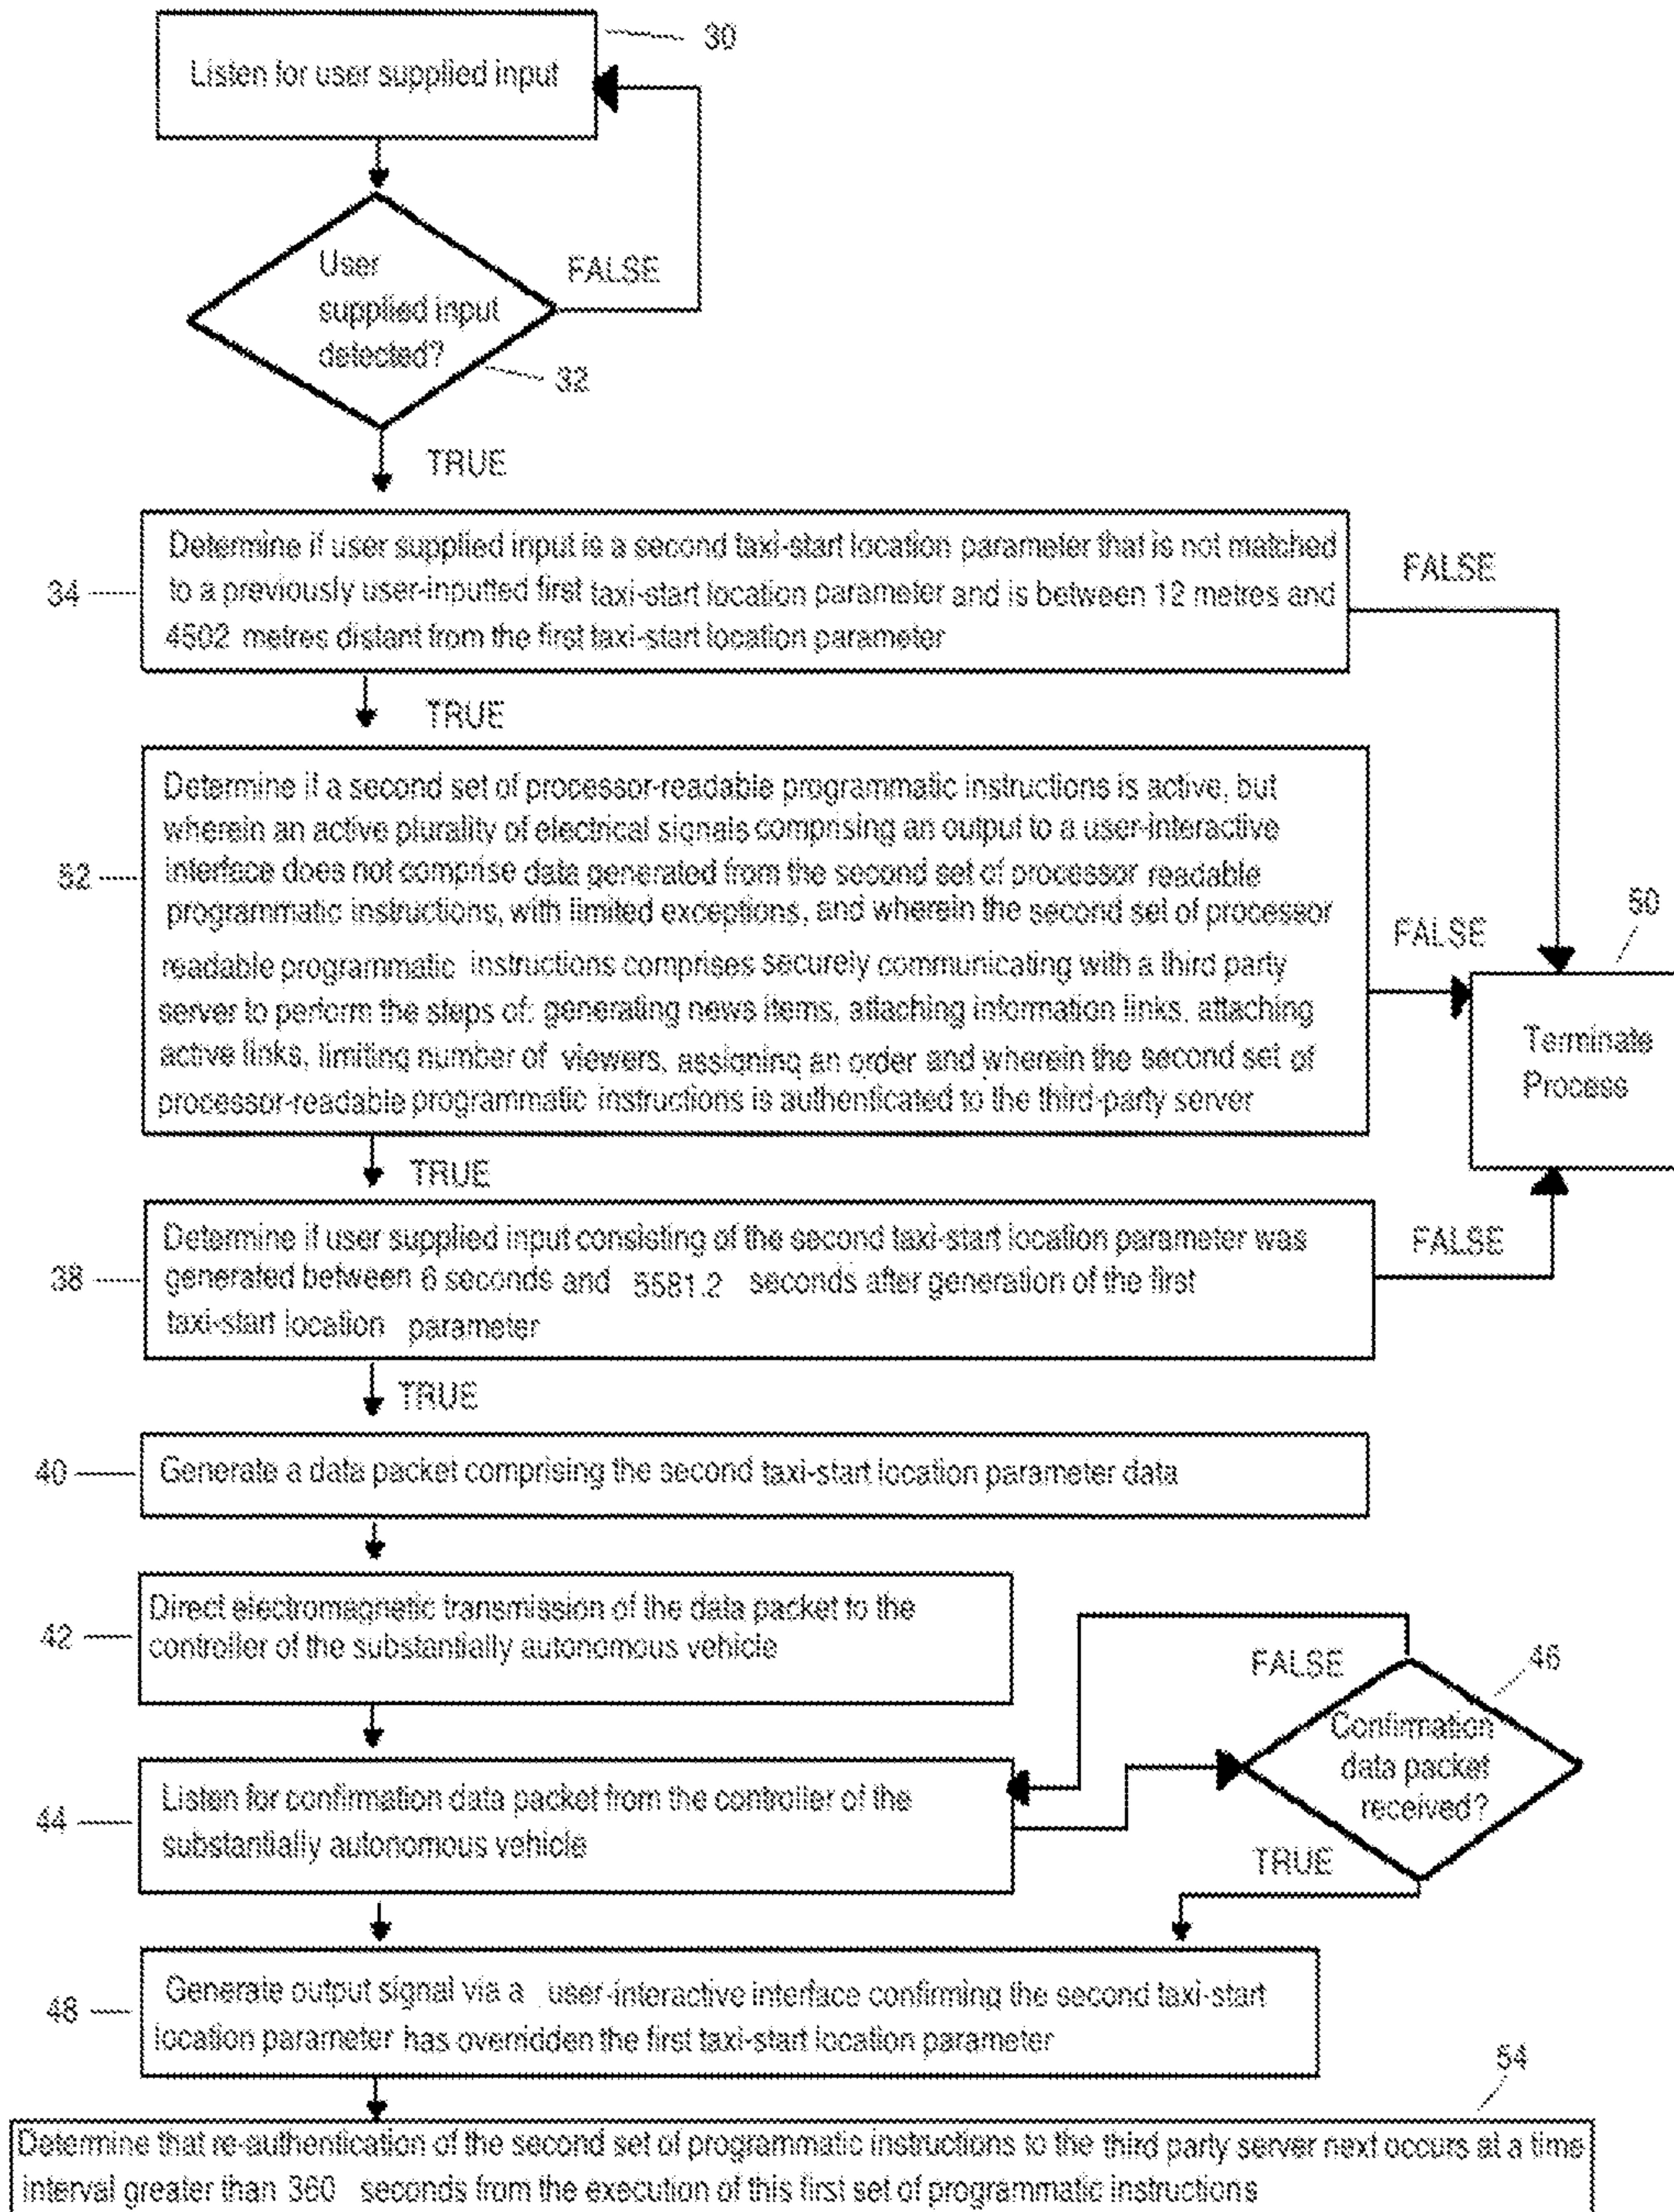 30
Listen for user supplied input
User
supplied input
detected?
FALSE
32
TRUE
34
Determine if user supplied input is a second taxi-start location parameter that is not matched
to a previously user-inputted first taxi-start location parameter and is between 12 metres and
4502 metres distant from the first taxi-start location parameter
FALSE
TRUE
52
Determine if a second set of processor-readable programmatic instructions is active, but
wherein an active plurality of electrical signals comprising an output to a user-interactive
interface does not comprise data generated from the second set of processor readable
programmatic instructions, with limited exceptions, and wherein the second set of processor
readable programmatic instructions comprises securely communicating with a third party
server to perform the steps of: generating news items, attaching information links, attaching
active links, limiting number of viewers, assigning an order and wherein the second set of
processor-readable programmatic instructions is authenticated to the third-party server
FALSE
50
Terminate
Process
TRUE
38
Determine if user supplied input consisting of the second taxi-start location parameter was
generated between 6 seconds and 5581.2 seconds after generation of the first
taxi-start location parameter
FALSE
TRUE
40
Generate a data packet comprising the second taxi-start location parameter data
42
Direct electromagnetic transmission of the data packet to the
controller of the substantially autonomous vehicle
FALSE
46
Confirmation
data packet
received?
44
Listen for confirmation data packet from the controller of the
substantially autonomous vehicle
TRUE
48
Generate output signal via a user-interactive interface confirming the second taxi-start
location parameter has overridden the first taxi-start location parameter
54
Determine that re-authentication of the second set of programmatic instructions to the third party server next occurs at a time
interval greater than 360 seconds from the execution of this first set of programmatic instructions